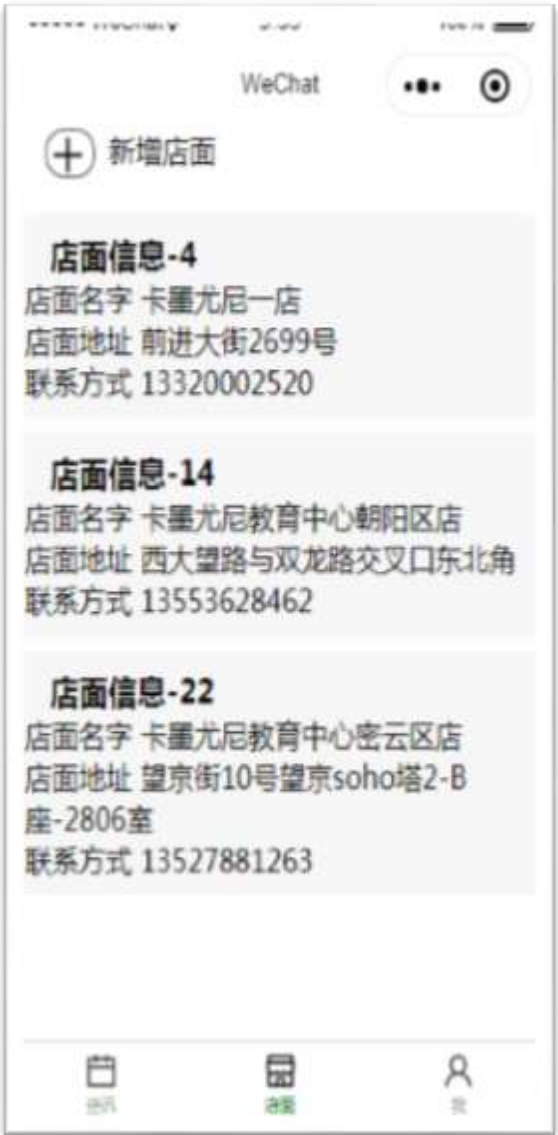 WeChat
新增店面
店面信息-4
店面名字 卡墨尤尼一店
店面地址 前进大街2699号
联系方式 13320002520
店面信息-14
店面名字 卡墨尤尼教育中心朝阳区店
店面地址 西大望路与双龙路交叉口东北角
联系方式 13553628462
店面信息-22
店面名字 卡墨尤尼教育中心密云区店
店面地址 望京街10号望京soho塔2-B
座-2806室
联系方式 13527881263
店面
我